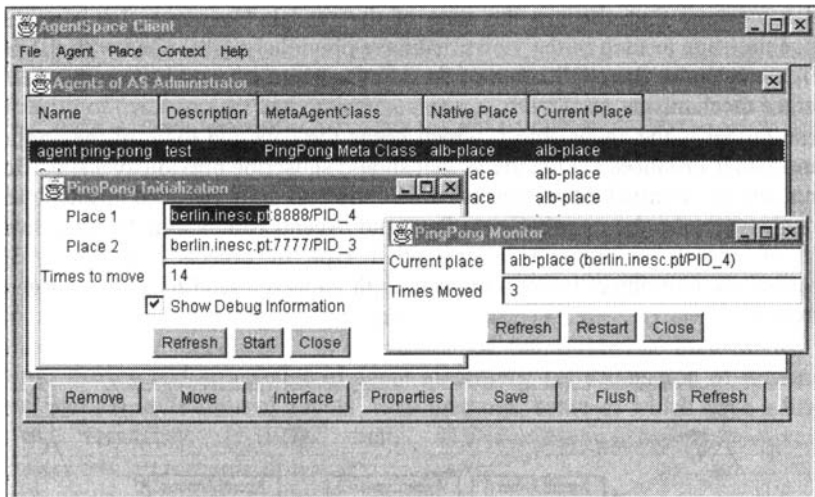 AgentSpace Client
File Agent Place Context Help
Agents of AS Administrator
Name Description MetaAgentClass Native Place Current Place
agent ping-pong test PingPong Meta Class alb-place alb-place
alb-place
alb-place
PingPong Initialization
Place 1 berlin.inesc.pt:8888/PID_4
Place 2 berlin.inesc.pt:7777/PID_3
Times to move 14
Show Debug Information
Refresh Start Close
PingPong Monitor
Current place alb-place (berlin.inesc.pt/PID_4)
Times Moved 3
Refresh Restart Close
Remove Move Interface Properties Save Flush Refresh